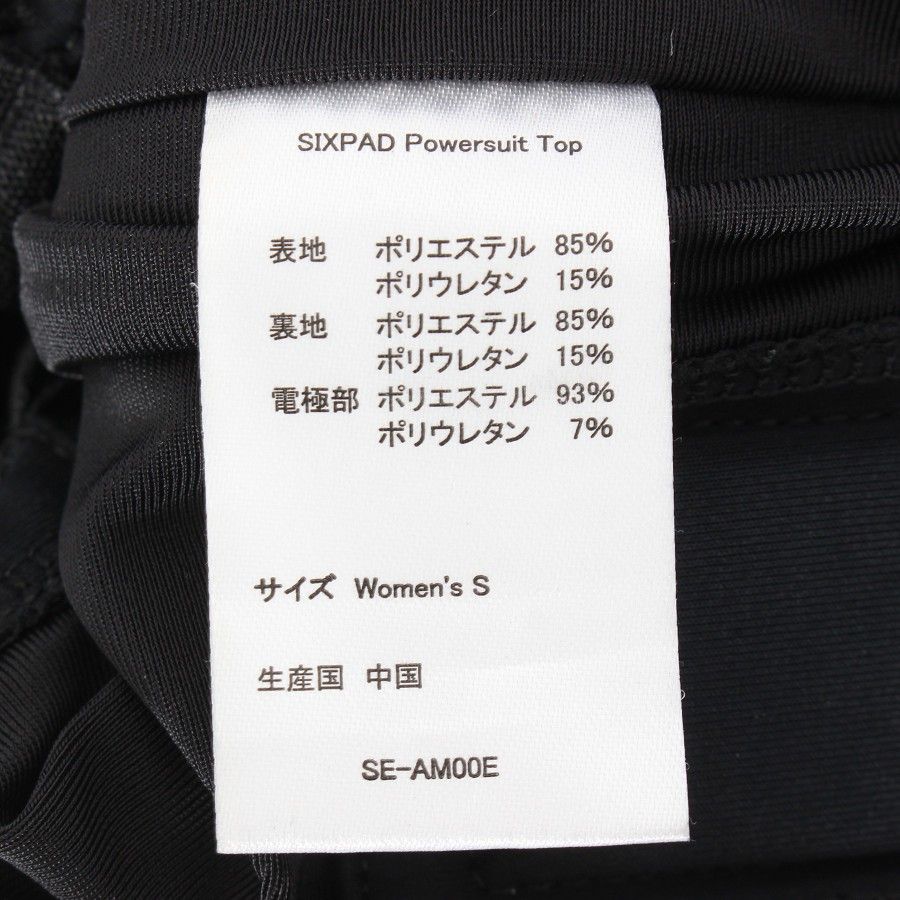 SIXPAD Powersuit Top
表地 ポリエステル 85%
ポリウレタン 15%
裏地 ポリエステル 85%
ポリウレタン 15%
電極部 ポリエステル 93%
ポリウレタン 7%
サイズ Women's S
生産国 中国
SE-AM00E